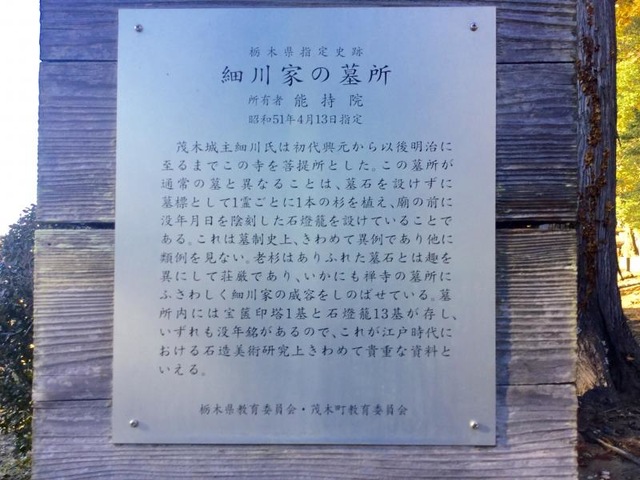 栃木県指定史跡
細川家の墓所
所有者 能持院
昭和51年4月13日指定
茂木城主細川氏は初代興元から以後明治に
至るまでこの寺を菩提所とした。この墓所が
通常の墓と異なることは、墓石を設けずに
墓標として1霊ごとに1本の杉を植え、廟の前に
没年月日を陰刻した石燈籠を設けていることで
ある。これは墓制史上、きわめて異例であり他に
類例を見ない。老杉はありふれた墓石とは趣を
異にして荘厳であり、いかにも禅寺の墓所に
ふさわしく細川家の威容をしのばせている。墓
所内には宝篋印塔1基と石燈籠13基が存し、
いずれも没年銘があるので、これが江戸時代に
おける石造美術研究上きわめて貴重な資料と
いえる。
栃木県教育委員会・茂木町教育委員会